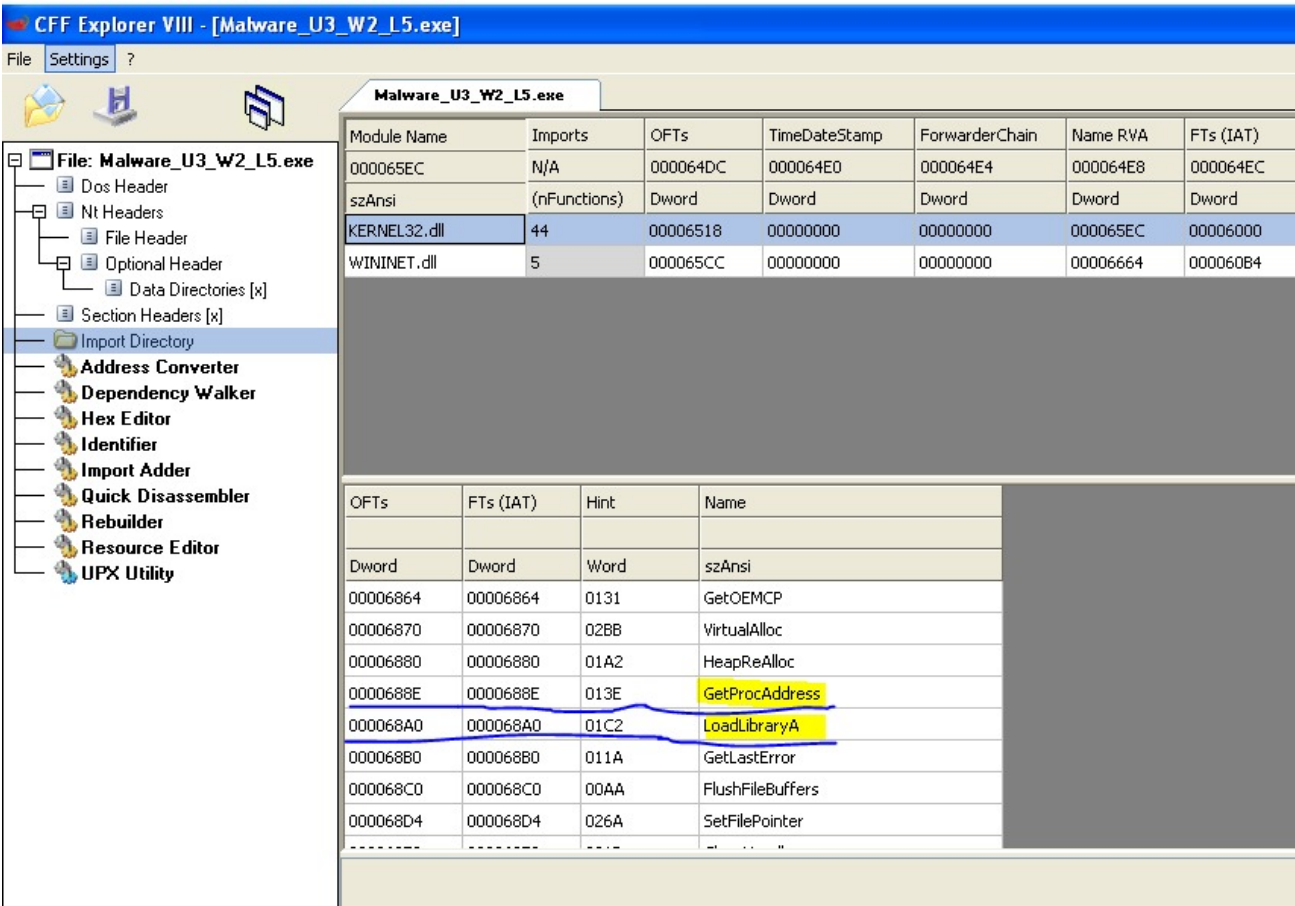 CFF Explorer VIII - [Malware_U3_W2_L5.exe]
File Settings ?
Malware_U3_W2_L5.exe
File: Malware_U3_W2_L5.exe
Dos Header
Nt Headers
File Header
Optional Header
Data Directories [x]
Section Headers [x]
Import Directory
Address Converter
Dependency Walker
Hex Editor
Identifier
Import Adder
Quick Disassembler
Rebuilder
Resource Editor
UPX Utility
Module Name Imports OFTs TimeDateStamp ForwarderChain Name RVA FTs (IAT)
000065EC N/A 000064DC 000064E0 000064E4 000064E8 000064EC
szAnsi (nFunctions) Dword Dword Dword Dword Dword
KERNEL32.dll 44 00006518 00000000 00000000 000065EC 00006000
WININET.dll 5 000065CC 00000000 00000000 00006664 000060B4
OFTs FTs (IAT) Hint Name
Dword Dword Word szAnsi
00006864 00006864 0131 GetOEMCP
00006870 00006870 02BB VirtualAlloc
00006880 00006880 01A2 HeapReAlloc
0000688E 0000688E 013E GetProcAddress
000068A0 000068A0 01C2 LoadLibraryA
000068B0 000068B0 011A GetLastError
000068C0 000068C0 00AA FlushFileBuffers
000068D4 000068D4 026A SetFilePointer